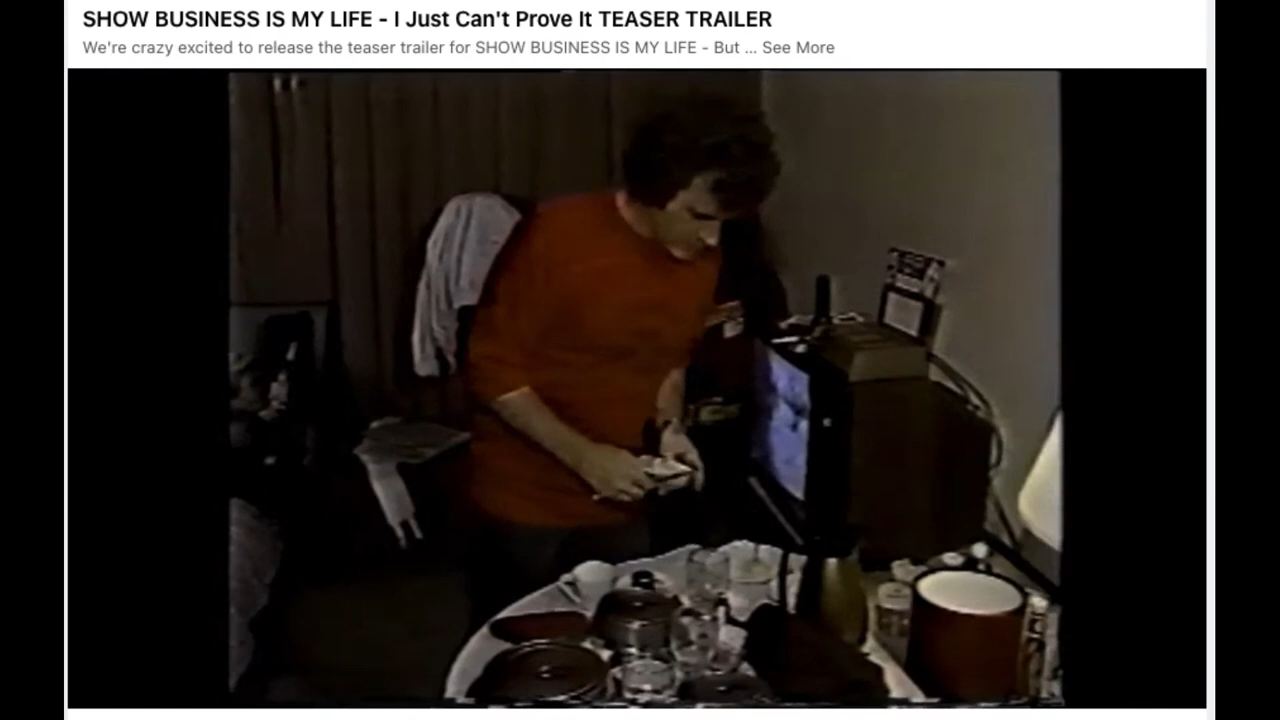 SHOW BUSINESS IS MY LIFE - I Just Can't Prove It TEASER TRAILER
We're crazy excited to release the teaser trailer for SHOW BUSINESS IS MY LIFE - But ... See More